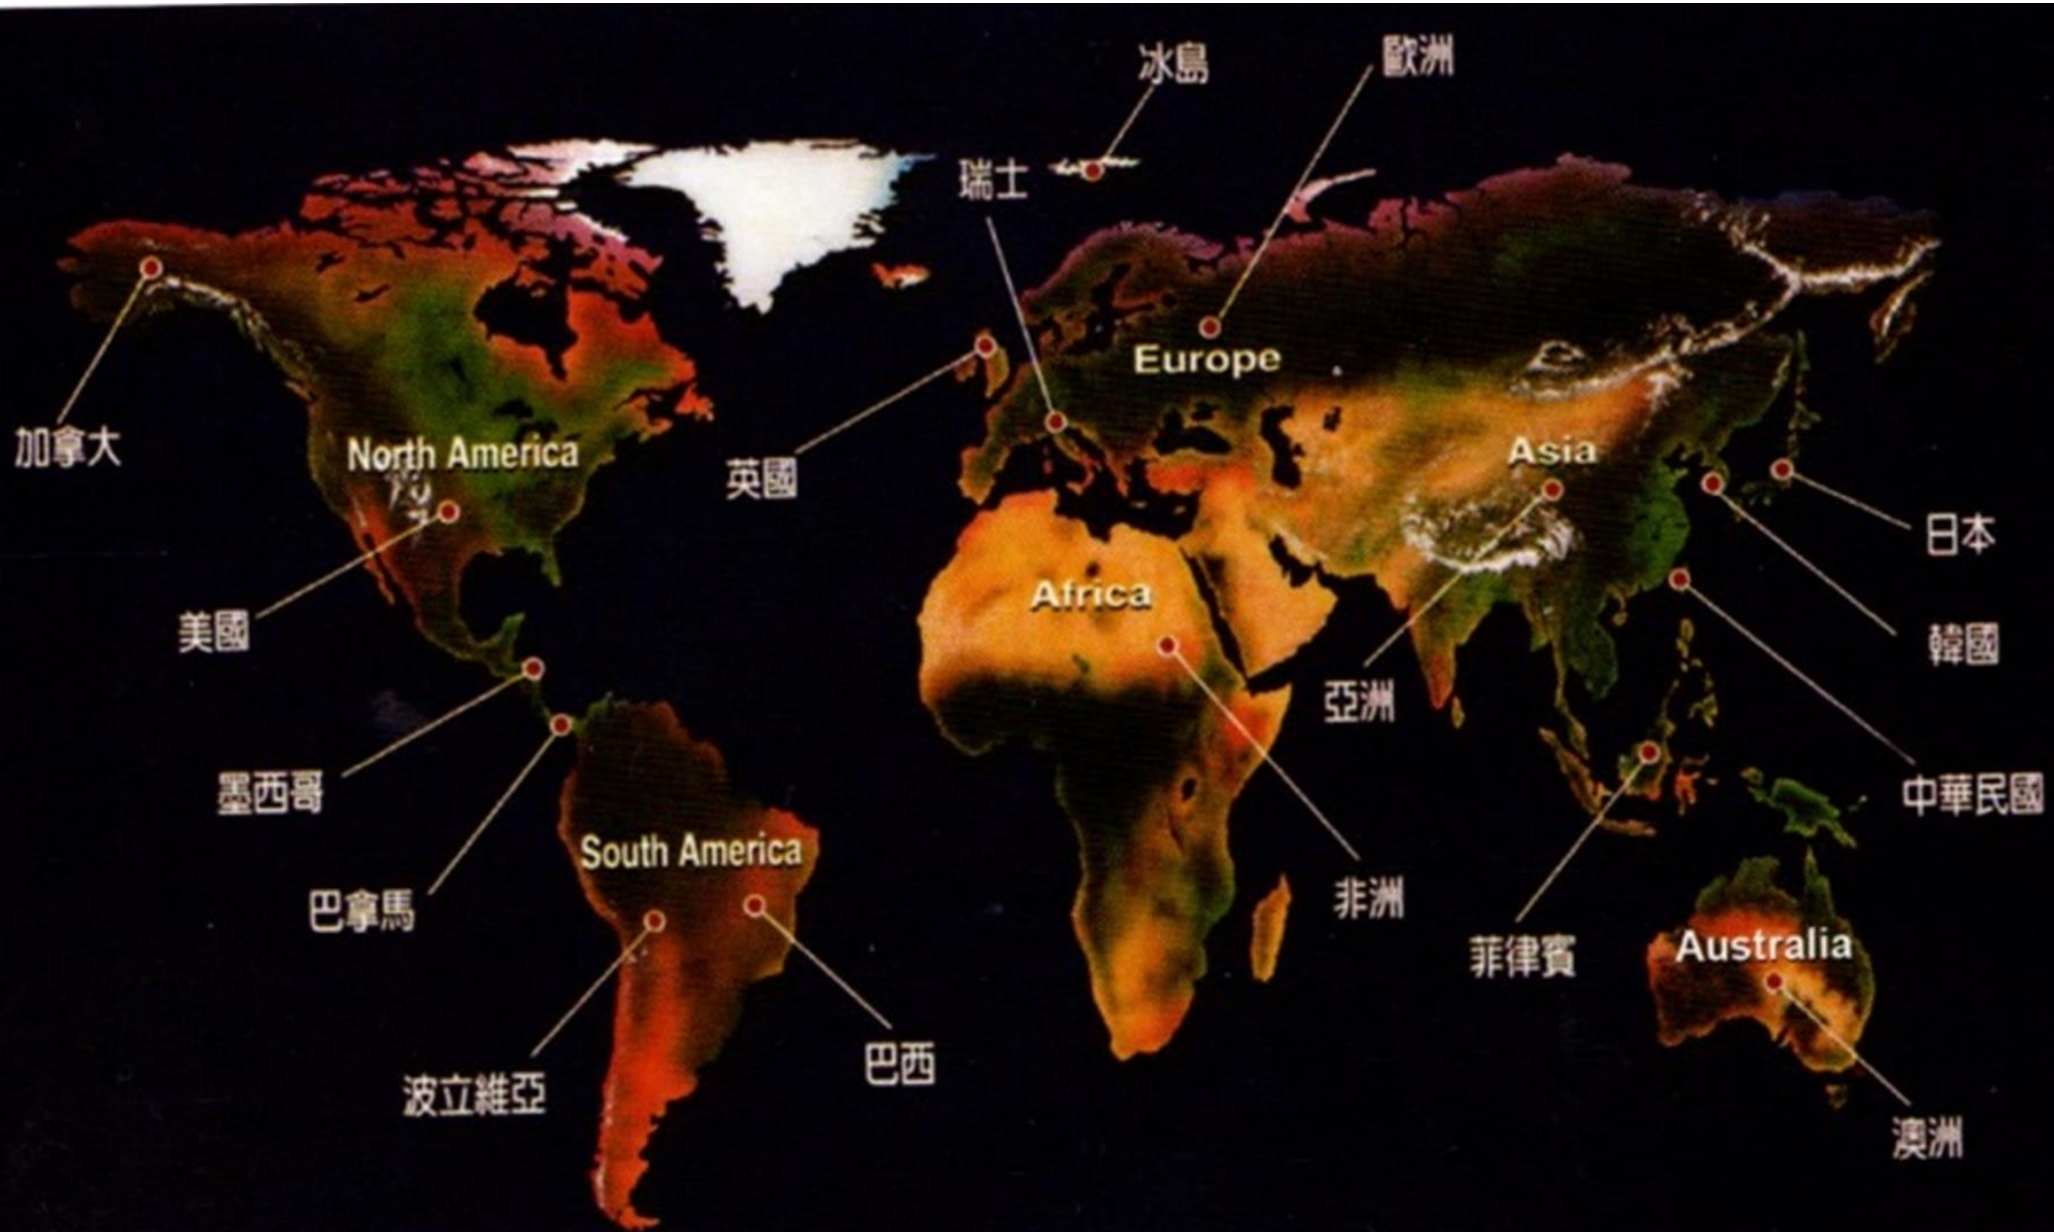 冰島
歐洲
瑞士
Europe
加拿大
North America
英國
Asia
日本
Africa
美國
韓國
亞洲
墨西哥
中華民國
South America
巴拿馬
非洲
菲律賓
Australia
巴西
波立維亞
澳洲